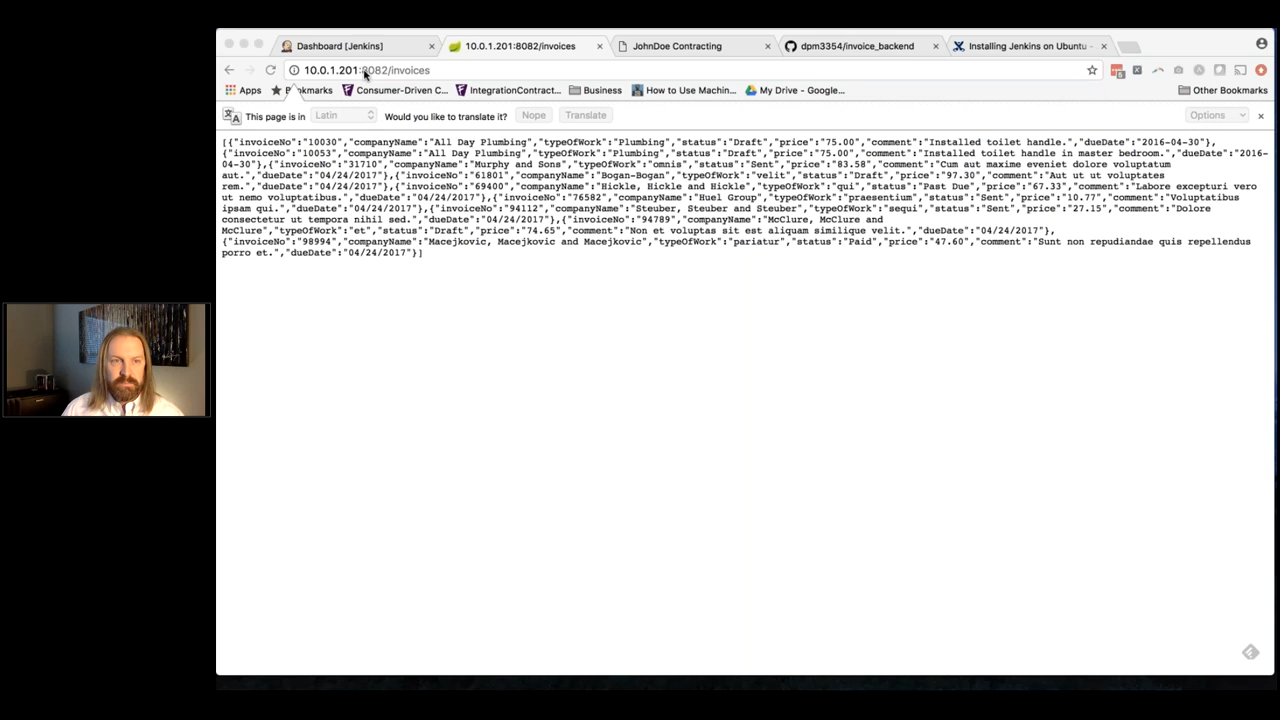 Dashboard [Jenkins]
10.0.1.201:8082/invoices
JohnDoe Contracting
dpm3354/invoice_backend
Installing Jenkins on Ubuntu -
10.0.1.201:8082/invoices
Apps
Bookmarks
Consumer-Driven C...
IntegrationContract...
Business
How to Use Machin...
My Drive - Google...
Other Bookmarks
This page is in
Latin
Would you like to translate it?
Nope
Translate
Options
[{"invoiceNo":"10030","companyName":"All Day Plumbing","typeOfWork":"Plumbing","status":"Draft","price":"75.00","comment":"Installed toilet handle.","dueDate":"2016-04-30"},
{"invoiceNo":"10053","companyName":"All Day Plumbing","typeOfWork":"Plumbing","status":"Draft","price":"75.00","comment":"Installed toilet handle in master bedroom.","dueDate":"2016-
04-30"},{"invoiceNo":"31710","companyName":"Murphy and Sons","typeOfWork":"omnis","status":"Sent","price":"83.58","comment":"Cum aut maxime eveniet dolore voluptatum
aut.","dueDate":"04/24/2017"},{"invoiceNo":"61801","companyName":"Bogan-Bogan","typeOfWork":"velit","status":"Draft","price":"97.30","comment":"Aut ut ut voluptates
rem.","dueDate":"04/24/2017"},{"invoiceNo":"69400","companyName":"Hickle, Hickle and Hickle","typeOfWork":"qui","status":"Past Due","price":"67.33","comment":"Labore excepturi vero
ut nemo voluptatibus.","dueDate":"04/24/2017"},{"invoiceNo":"76582","companyName":"Huel Group","typeOfWork":"praesentium","status":"Sent","price":"10.77","comment":"Voluptatibus
ipsam qui.","dueDate":"04/24/2017"},{"invoiceNo":"94112","companyName":"Steuber, Steuber and Steuber","typeOfWork":"sequi","status":"Sent","price":"27.15","comment":"Dolore
consectetur ut tempora nihil sed.","dueDate":"04/24/2017"},{"invoiceNo":"94789","companyName":"McClure, McClure and
McClure","typeOfWork":"et","status":"Draft","price":"74.65","comment":"Non et voluptas sit est aliquam similique velit.","dueDate":"04/24/2017"},
{"invoiceNo":"98994","companyName":"Macejkovic, Macejkovic and Macejkovic","typeOfWork":"pariatur","status":"Paid","price":"47.60","comment":"Sunt non repudiandae quis repellendus
porro et.","dueDate":"04/24/2017"}]